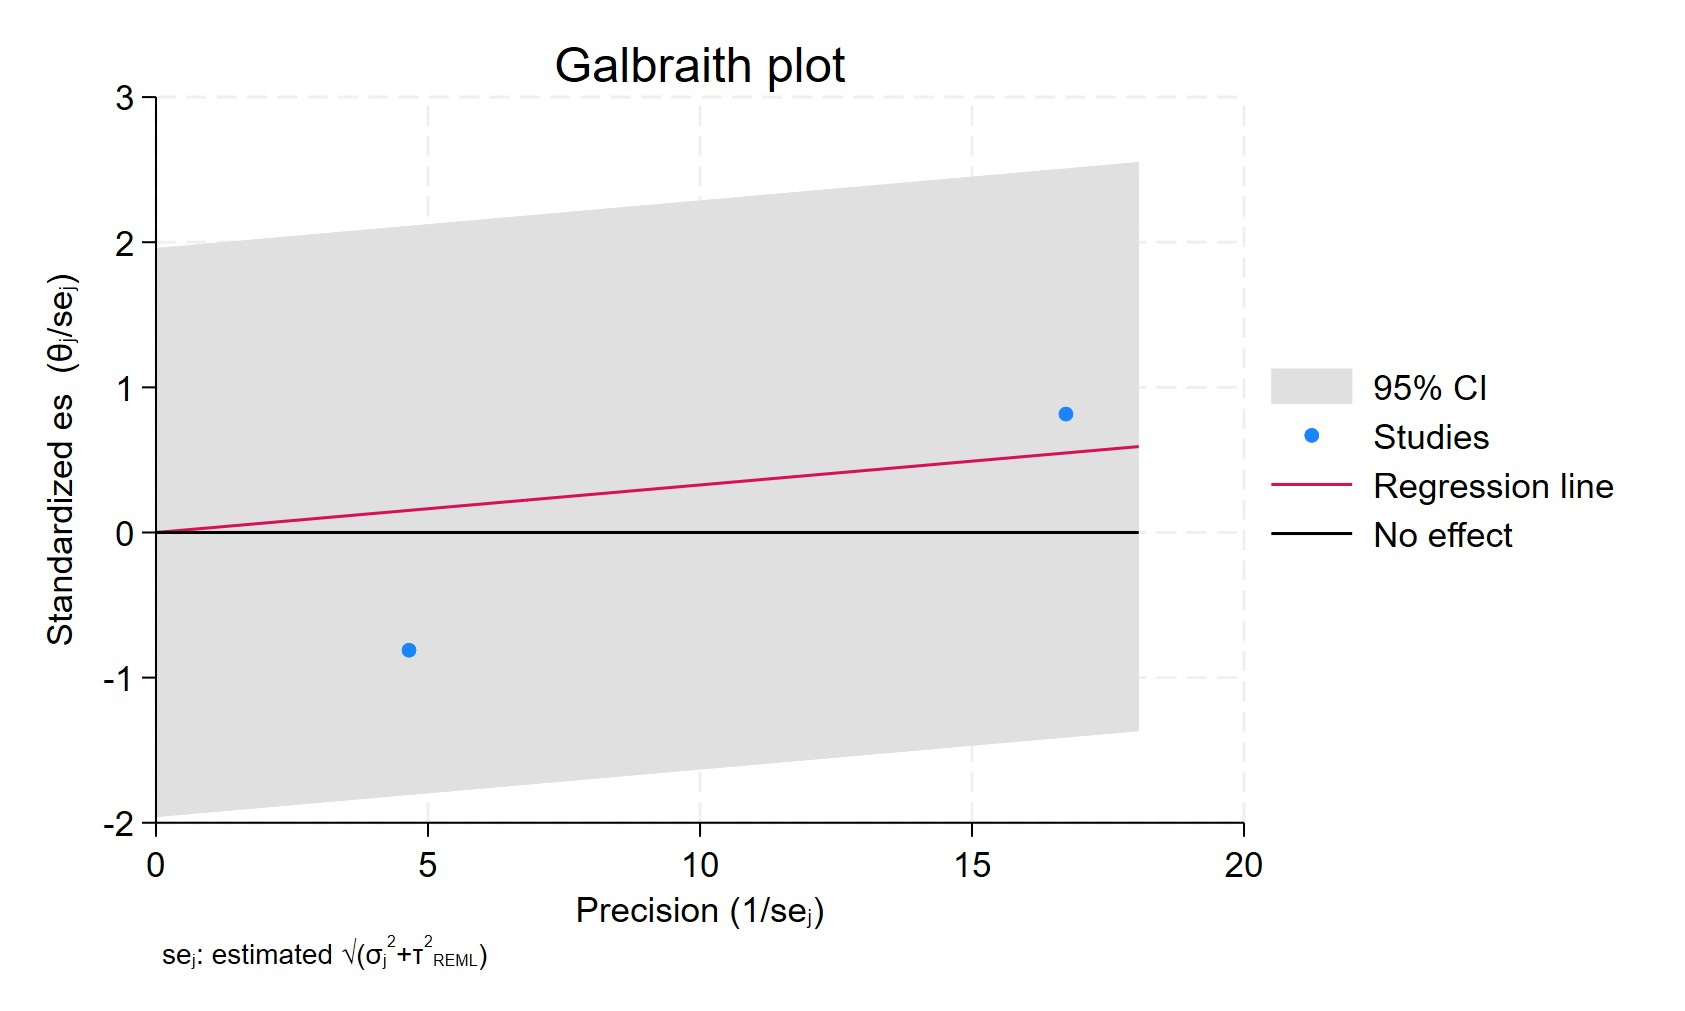 Galbraith plot
3
2
1
0
-1
-2
Standardized es (θⱼ/seⱼ)
0 5 10 15 20
Precision (1/seⱼ)
95% CI
Studies
Regression line
No effect
seⱼ: estimated √(σⱼ²+τ²REML)